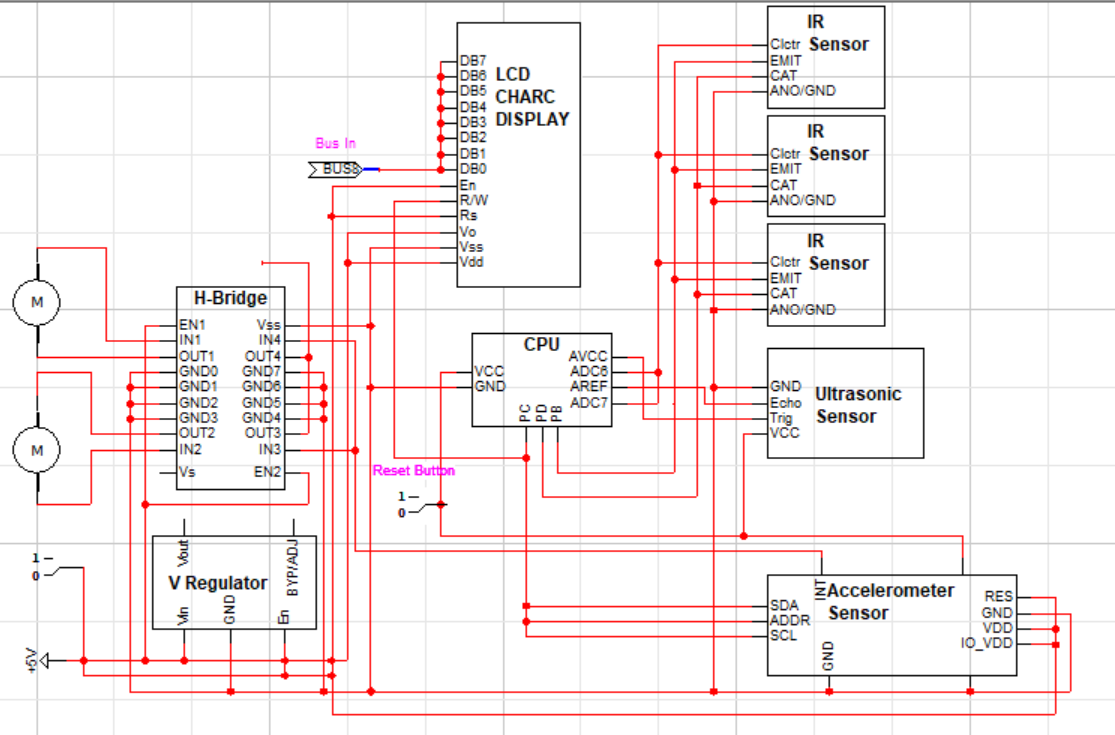 IR
Sensor
Clctr
EMIT
CAT
ANO/GND
IR
Sensor
Clctr
EMIT
CAT
ANO/GND
IR
Sensor
Clctr
EMIT
CAT
ANO/GND
LCD
CHARC
DISPLAY
DB7
DB6
DB5
DB4
DB3
DB2
DB1
DB0
En
R/W
Rs
Vo
Vss
Vdd
Bus In
BUS8
M
M
H-Bridge
EN1
IN1
OUT1
GND0
GND1
GND2
GND3
OUT2
IN2
Vs
Vss
IN4
OUT4
GND7
GND6
GND5
GND4
OUT3
IN3
EN2
CPU
VCC
GND
AVCC
ADC6
AREF
ADC7
PC
PD
PB
Ultrasonic
Sensor
GND
Echo
Trig
VCC
Reset Button
1
0
V Regulator
Vout
BYP/ADJ
Vin
GND
En
1
0
+5V
Accelerometer
Sensor
INT
SDA
ADDR
SCL
GND
RES
GND
VDD
IO_VDD